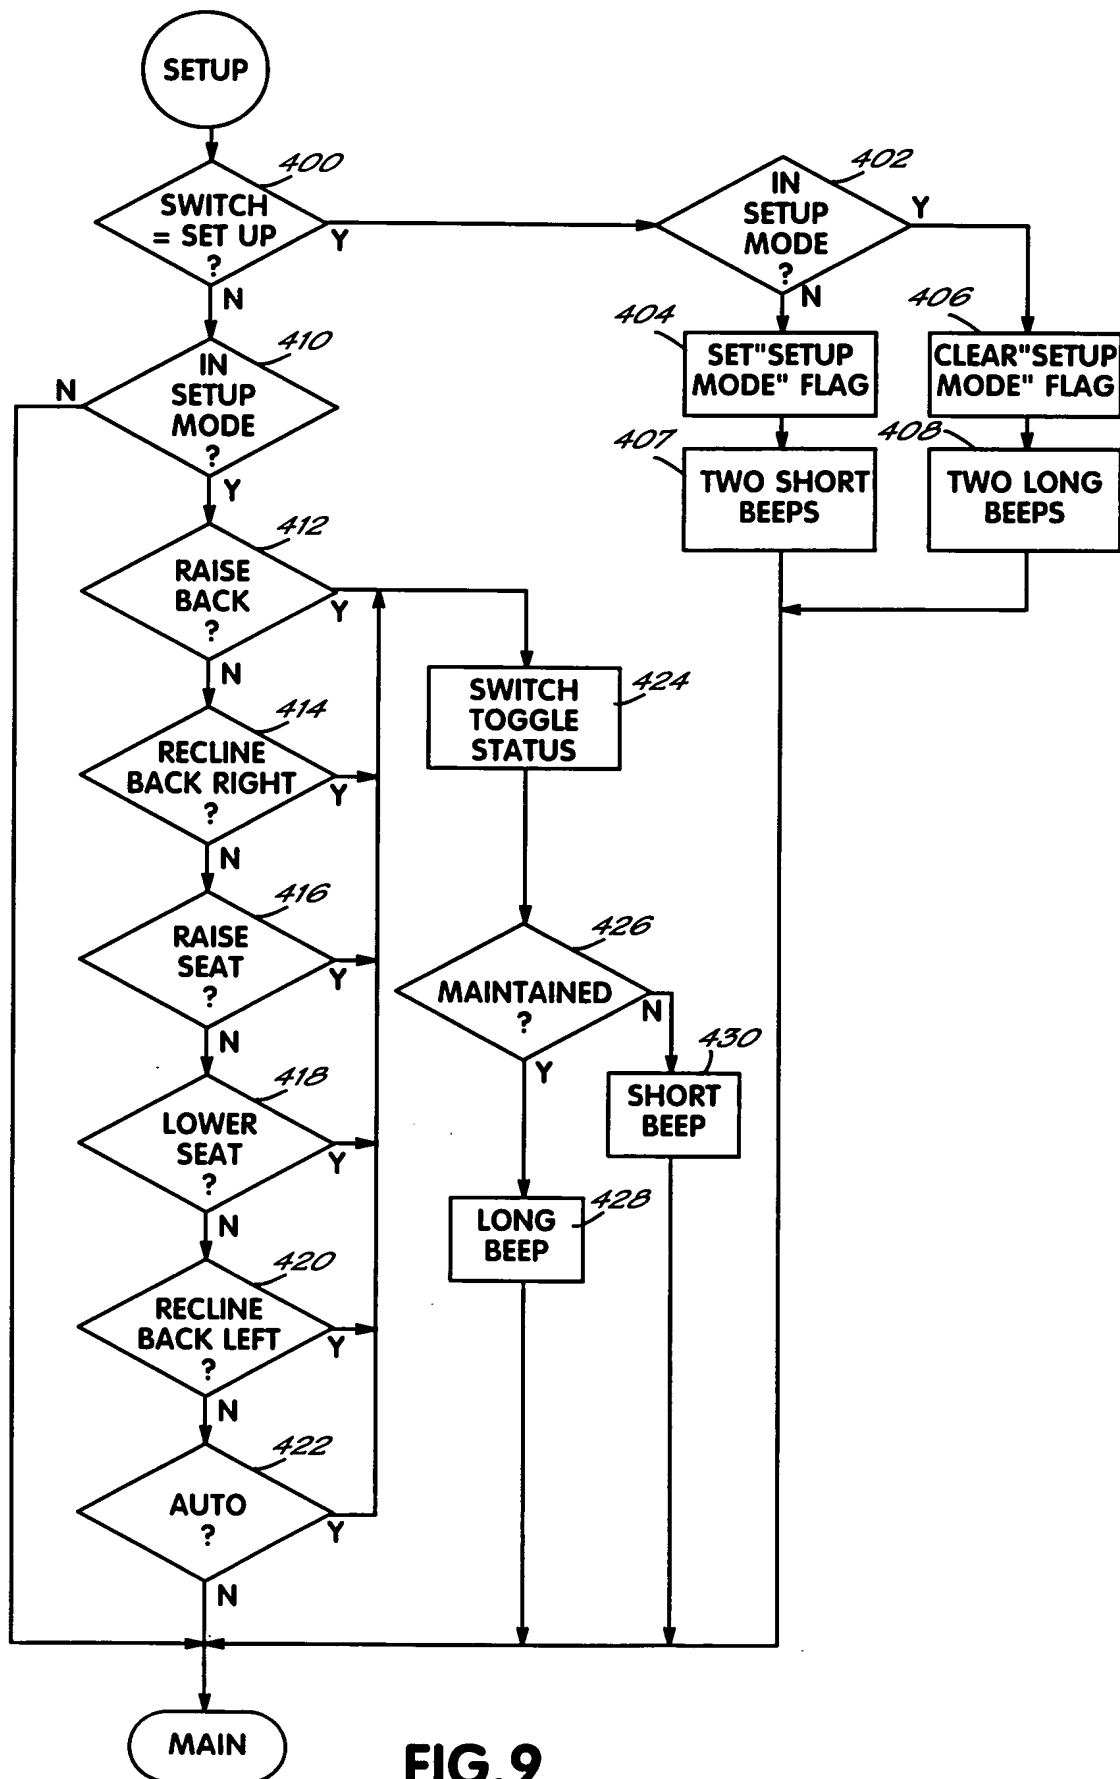 SETUP
400
SWITCH
= SET UP
?
Y
N
402
IN
SETUP
MODE
?
Y
N
404
SET"SETUP
MODE" FLAG
406
CLEAR"SETUP
MODE" FLAG
407
TWO SHORT
BEEPS
408
TWO LONG
BEEPS
410
IN
SETUP
MODE
?
N
Y
412
RAISE
BACK
?
Y
N
414
RECLINE
BACK RIGHT
?
Y
N
416
RAISE
SEAT
?
Y
N
418
LOWER
SEAT
?
Y
N
420
RECLINE
BACK LEFT
?
Y
N
422
AUTO
?
Y
N
424
SWITCH
TOGGLE
STATUS
426
MAINTAINED
?
N
Y
430
SHORT
BEEP
428
LONG
BEEP
MAIN
FIG.9